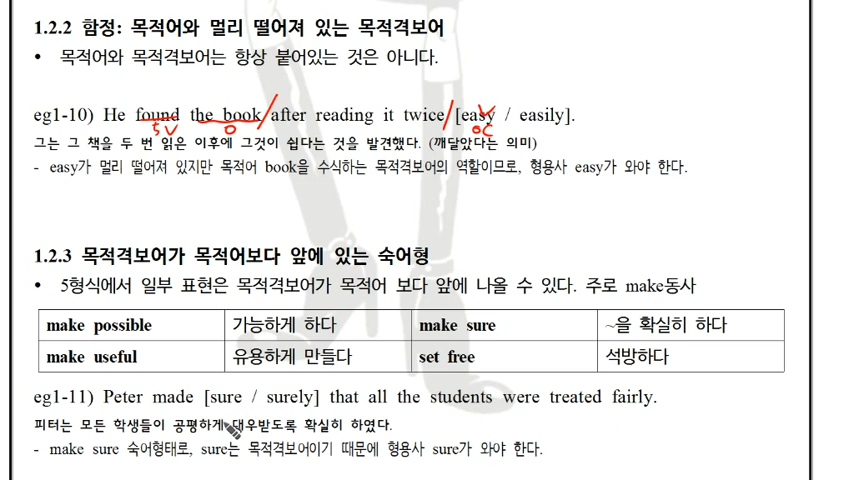 1.2.2 함정: 목적어와 멀리 떨어져 있는 목적격보어
• 목적어와 목적격보어는 항상 붙어있는 것은 아니다.
eg1-10) He found the book/after reading it twice/[easy / easily].
5V O OC
그는 그 책을 두 번 읽은 이후에 그것이 쉽다는 것을 발견했다. (깨달았다는 의미)
- easy가 멀리 떨어져 있지만 목적어 book을 수식하는 목적격보어의 역할이므로, 형용사 easy가 와야 한다.
1.2.3 목적격보어가 목적어보다 앞에 있는 숙어형
• 5형식에서 일부 표현은 목적격보어가 목적어 보다 앞에 나올 수 있다. 주로 make동사
make possible 가능하게 하다 make sure ~을 확실히 하다
make useful 유용하게 만들다 set free 석방하다
eg1-11) Peter made [sure / surely] that all the students were treated fairly.
피터는 모든 학생들이 공평하게 대우받도록 확실히 하였다.
- make sure 숙어형태로, sure는 목적격보어이기 때문에 형용사 sure가 와야 한다.